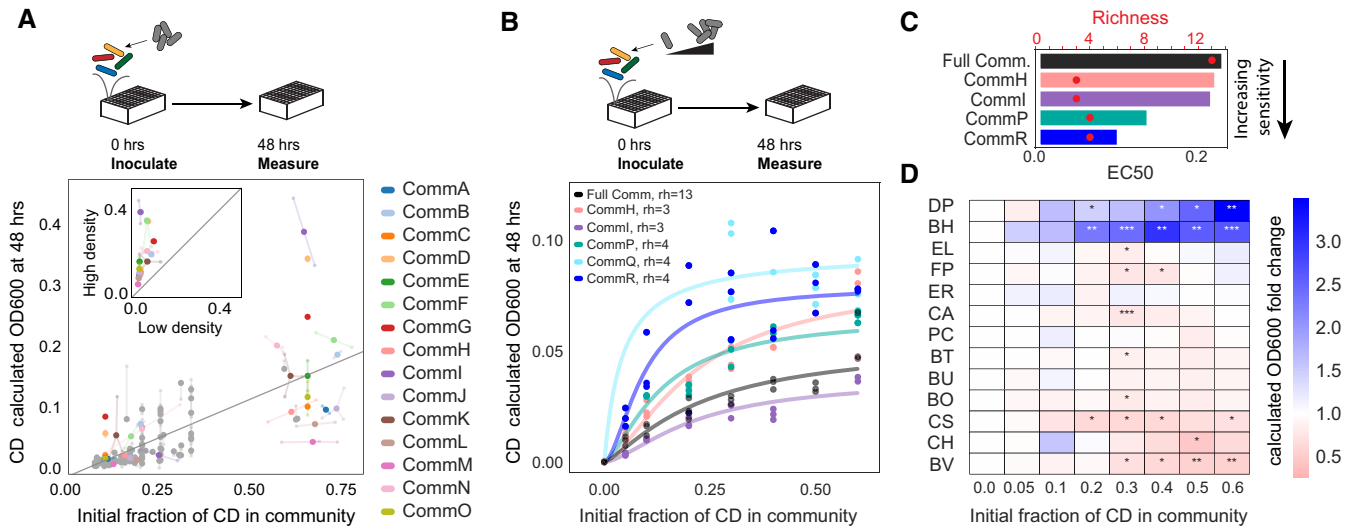 A
0 hrs
Inoculate
48 hrs
Measure
CD calculated OD600 at 48 hrs
0.4
0.3
0.2
0.1
0.0
0.00
0.25
0.50
0.75
Initial fraction of CD in community
High density
0.4
0.0
0.0
0.4
Low density
CommA
CommB
CommC
CommD
CommE
CommF
CommG
CommH
CommI
CommJ
CommK
CommL
CommM
CommN
CommO
B
0 hrs
Inoculate
48 hrs
Measure
CD calculated OD600 at 48 hrs
Full Comm, rh=13
CommH, rh=3
CommI, rh=3
CommP, rh=4
CommQ, rh=4
CommR, rh=4
0.10
0.05
0.00
0.00
0.25
0.50
Initial fraction of CD in community
C
Richness
0 6 12
Full Comm.
CommH
CommI
CommP
CommR
0.0
0.2
EC50
Increasing
sensitivity
D
DP * * * **
BH ** *** ** ** ***
EL *
FP * *
ER
CA ***
PC
BT *
BU
BO *
CS * * * *
CH *
BV * * ** **
0.0 0.05 0.1 0.2 0.3 0.4 0.5 0.6
Initial fraction of CD in community
3.0
2.5
2.0
1.5
1.0
0.5
calculated OD600 fold change